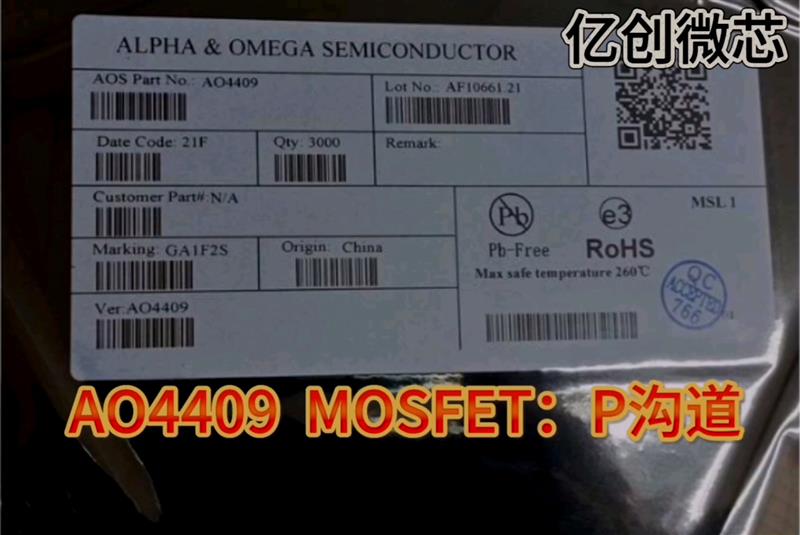 亿创微芯
ALPHA & OMEGA SEMICONDUCTOR
AOS Part No.: AO4409
Lot No.: AF10661.21
Date Code: 21F
Qty: 3000
Remark:
Customer Part#: N/A
Marking: GA1F2S
Origin: China
Ver:AO4409
Pb
Pb-Free
e3
RoHS
MSL 1
Max safe temperature 260℃
QC
ACCEPTED
766
AO4409 MOSFET：P沟道